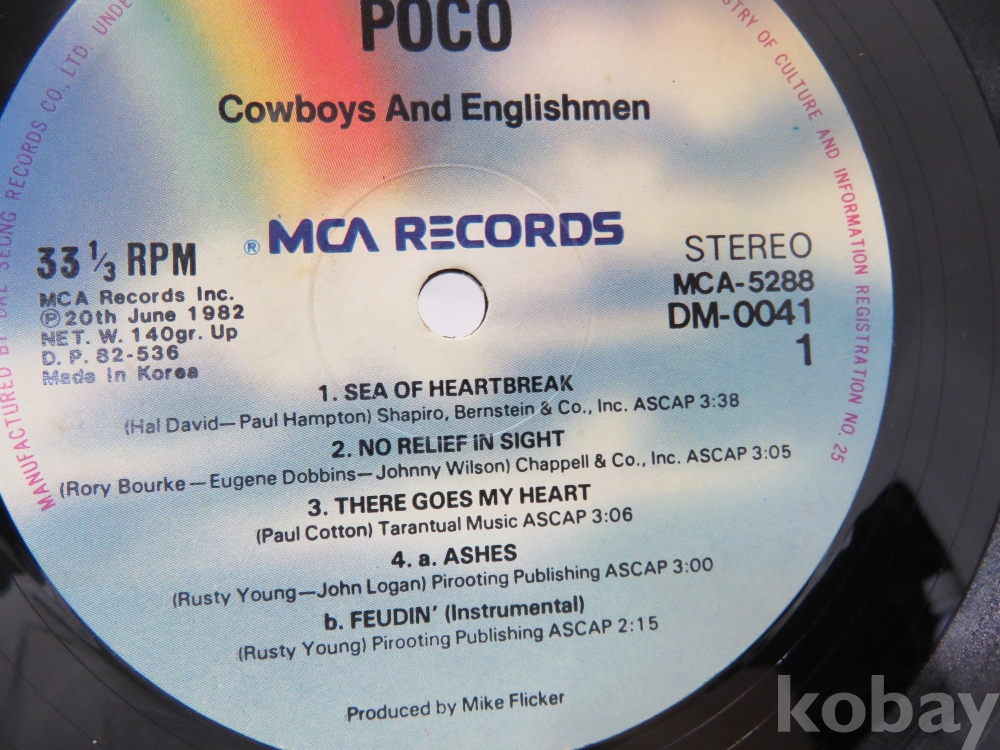 POCO
Cowboys And Englishmen
® MCA RECORDS
33 1/3 RPM
MCA Records Inc.
Ⓟ20th June 1982
NET. W. 140gr. Up
D. P. 82-536
Made In Korea
STEREO
MCA-5288
DM-0041
1
1. SEA OF HEARTBREAK
(Hal David—Paul Hampton) Shapiro, Bernstein & Co., Inc. ASCAP 3:38
2. NO RELIEF IN SIGHT
(Rory Bourke—Eugene Dobbins—Johnny Wilson) Chappell & Co., Inc. ASCAP 3:05
3. THERE GOES MY HEART
(Paul Cotton) Tarantual Music ASCAP 3:06
4. a. ASHES
(Rusty Young—John Logan) Pirooting Publishing ASCAP 3:00
b. FEUDIN' (Instrumental)
(Rusty Young) Pirooting Publishing ASCAP 2:15
Produced by Mike Flicker
MANUFACTURED BY DAE SEONG RECORDS CO., LTD. UNDE
STRY OF CULTURE AND INFORMATION REGISTRATION NO. 25
kobay